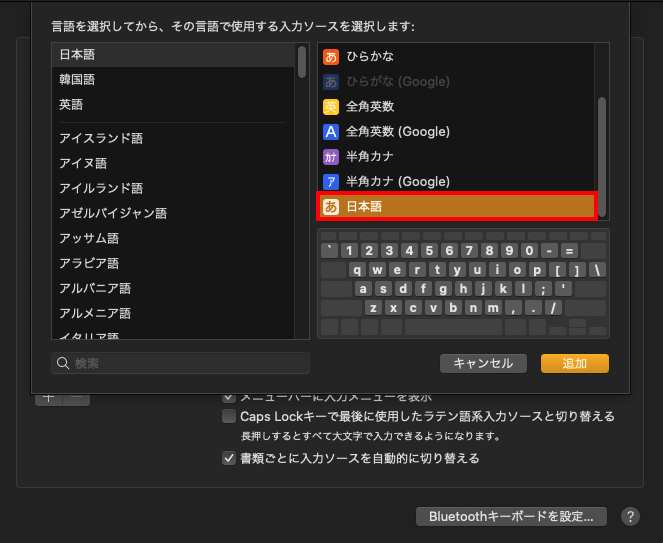 言語を選択してから、その言語で使用する入力ソースを選択します:
日本語
韓国語
英語
アイスランド語
アイヌ語
アイルランド語
アゼルバイジャン語
アッサム語
アラビア語
アルバニア語
アルメニア語
イタリア語
検索
あ ひらかな
あ ひらがな (Google)
英 全角英数
A 全角英数 (Google)
カナ 半角カナ
ア 半角カナ (Google)
あ 日本語
` 1 2 3 4 5 6 7 8 9 0 - =
q w e r t y u i o p [ ] \
a s d f g h j k l ; '
z x c v b n m , . /
キャンセル
追加
メニューバーに入力メニューを表示
Caps Lockキーで最後に使用したラテン語系入力ソースと切り替える
長押しするとすべて大文字で入力できるようになります。
書類ごとに入力ソースを自動的に切り替える
Bluetoothキーボードを設定...
?